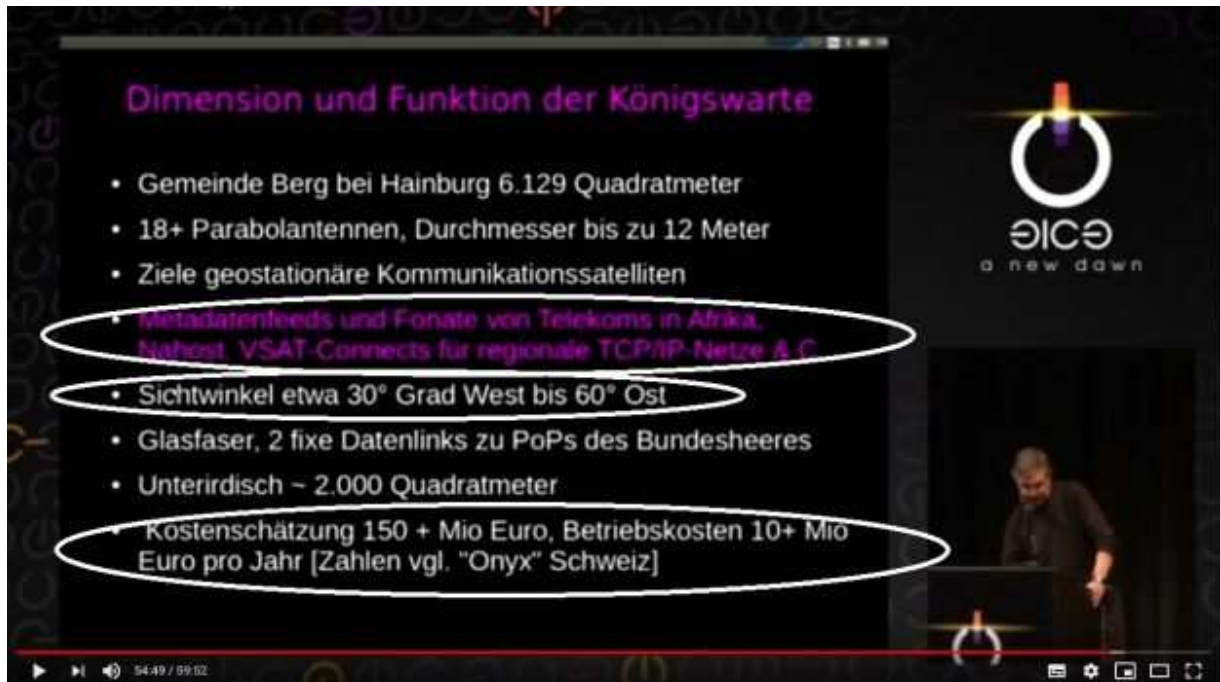 Dimension und Funktion der Königswarte
• Gemeinde Berg bei Hainburg 6.129 Quadratmeter
• 18+ Parabolantennen, Durchmesser bis zu 12 Meter
• Ziele geostationäre Kommunikationssatelliten
• Metadatenfeeds und Fonate von Telekoms in Afrika,
Nahost, VSAT-Connects für regionale TCP/IP-Netze A.C
• Sichtwinkel etwa 30° Grad West bis 60° Ost
• Glasfaser, 2 fixe Datenlinks zu PoPs des Bundesheeres
• Unterirdisch ~ 2.000 Quadratmeter
• Kostenschätzung 150 + Mio Euro, Betriebskosten 10+ Mio
Euro pro Jahr [Zahlen vgl. "Onyx" Schweiz]
a new dawn
54:49 / 59:52